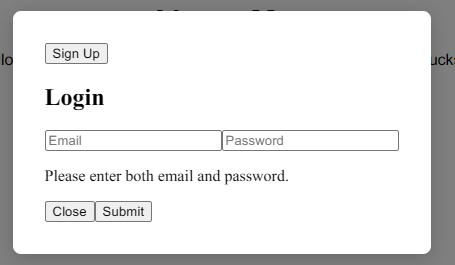 Sign Up
Login
Email Password
Please enter both email and password.
Close Submit